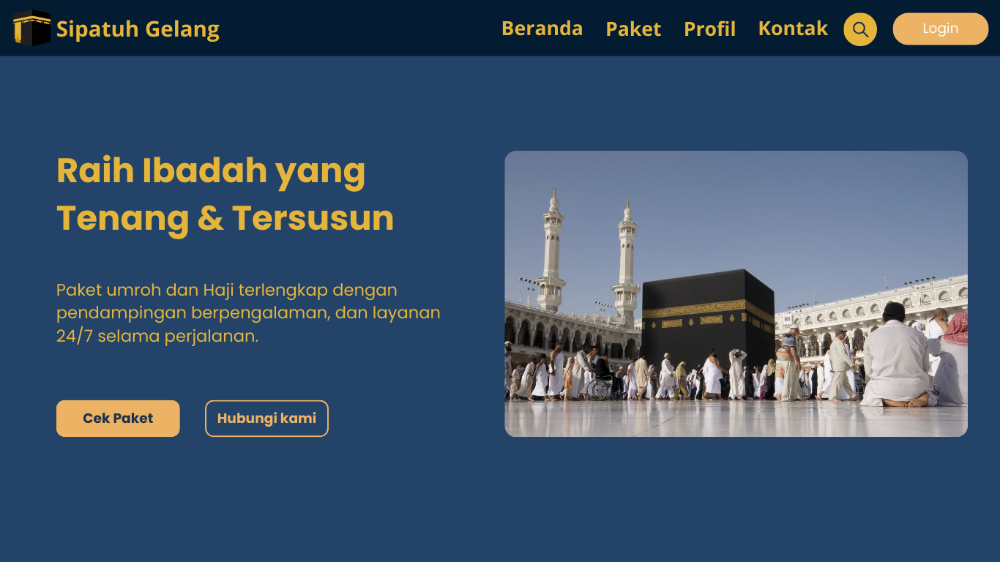 Sipatuh Gelang
Beranda
Paket
Profil
Kontak
Login
Raih Ibadah yang
Tenang & Tersusun
Paket umroh dan Haji terlengkap dengan
pendampingan berpengalaman, dan layanan
24/7 selama perjalanan.
Cek Paket
Hubungi kami